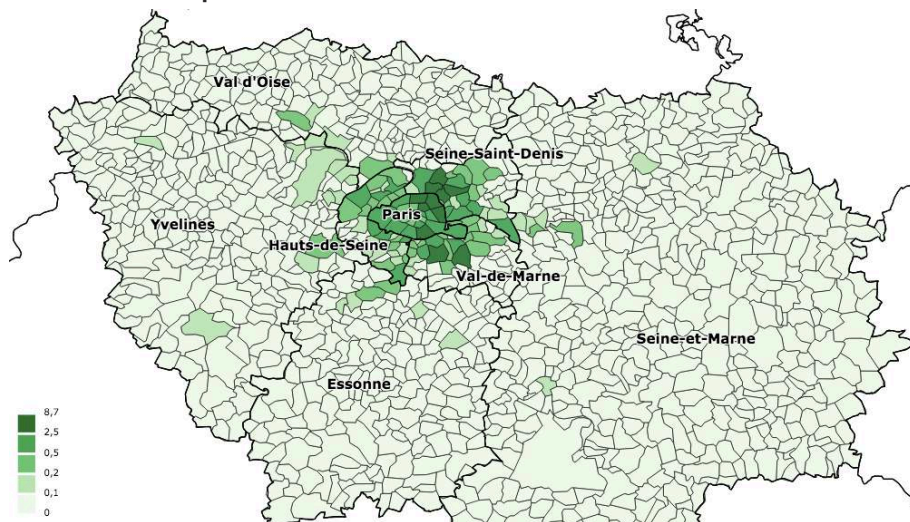 Val d'Oise
Seine-Saint-Denis
Paris
Yvelines
Hauts-de-Seine
Val-de-Marne
Seine-et-Marne
Essonne
8,7
2,5
0,5
0,2
0,1
0